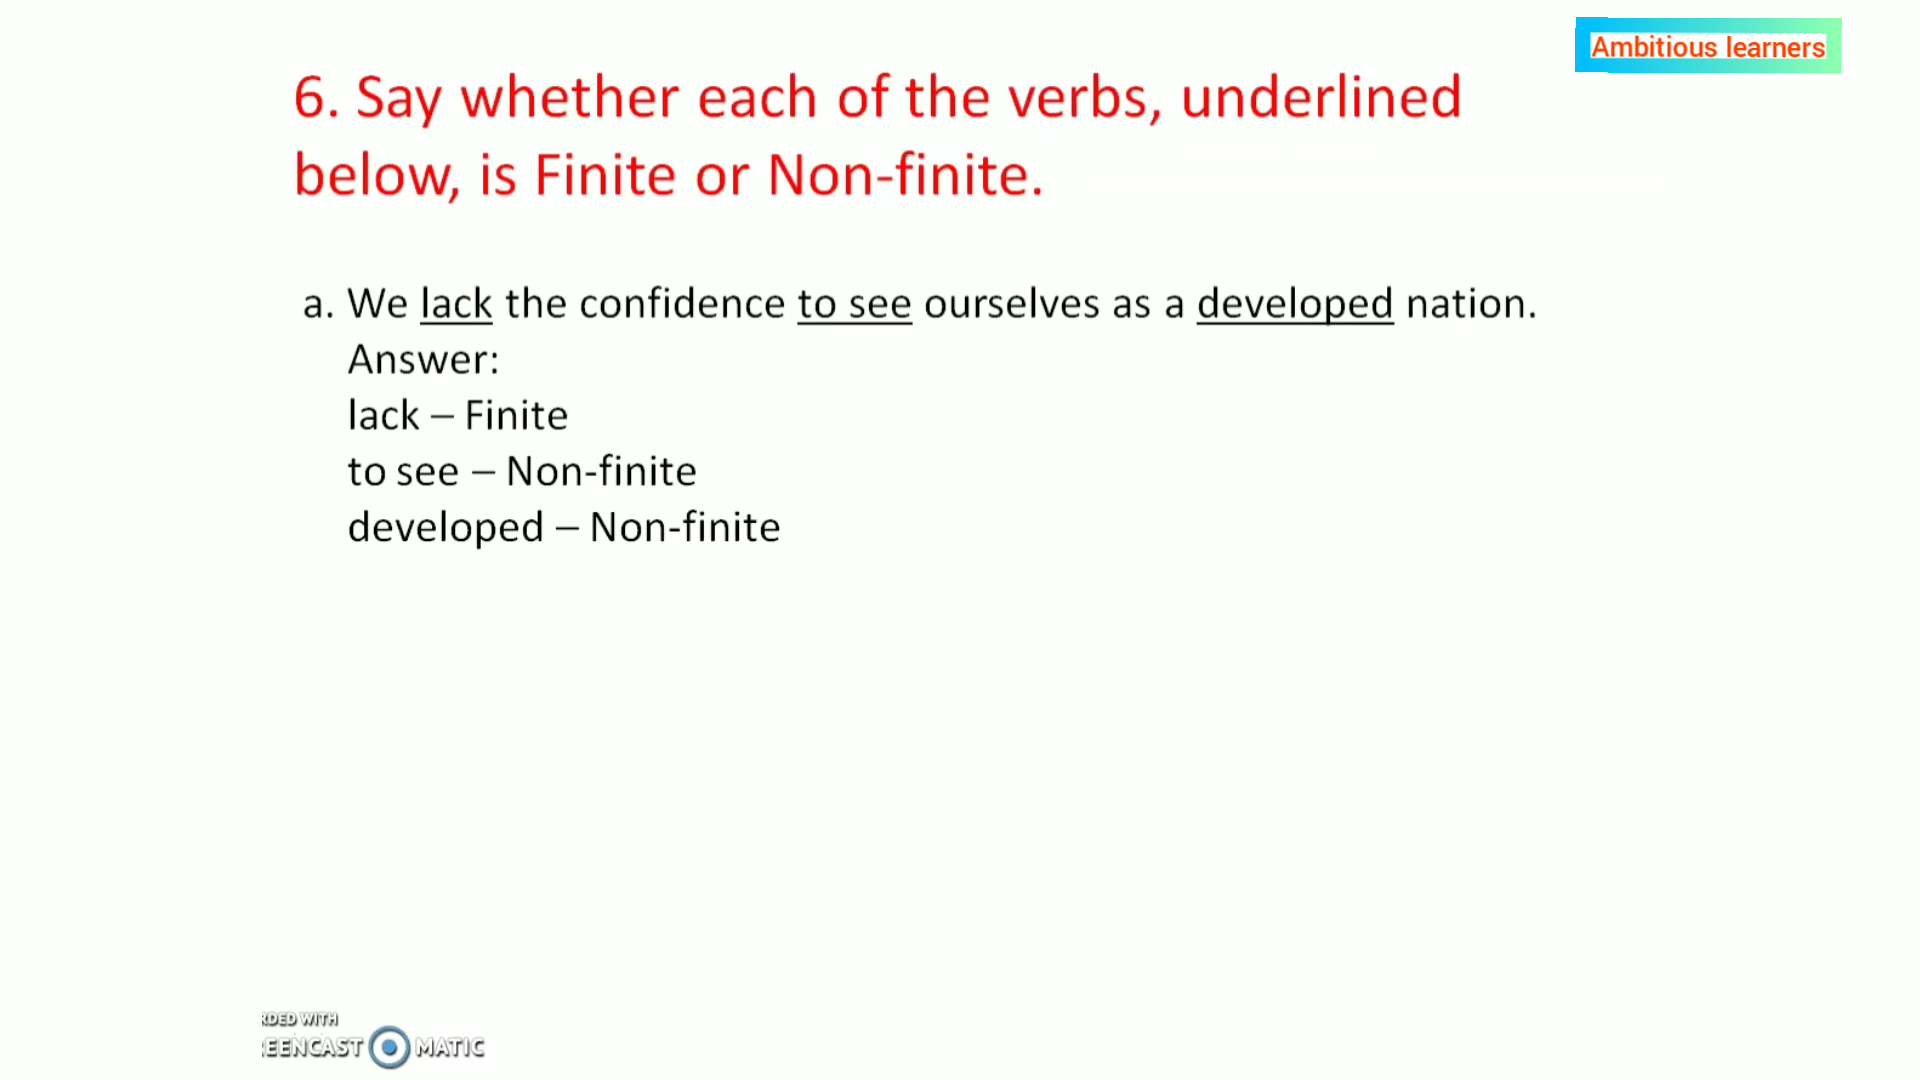 Ambitious learners
6. Say whether each of the verbs, underlined
below, is Finite or Non-finite.
a. We lack the confidence to see ourselves as a developed nation.
Answer:
lack – Finite
to see – Non-finite
developed – Non-finite
RDED WITH
EENCAST MATIC